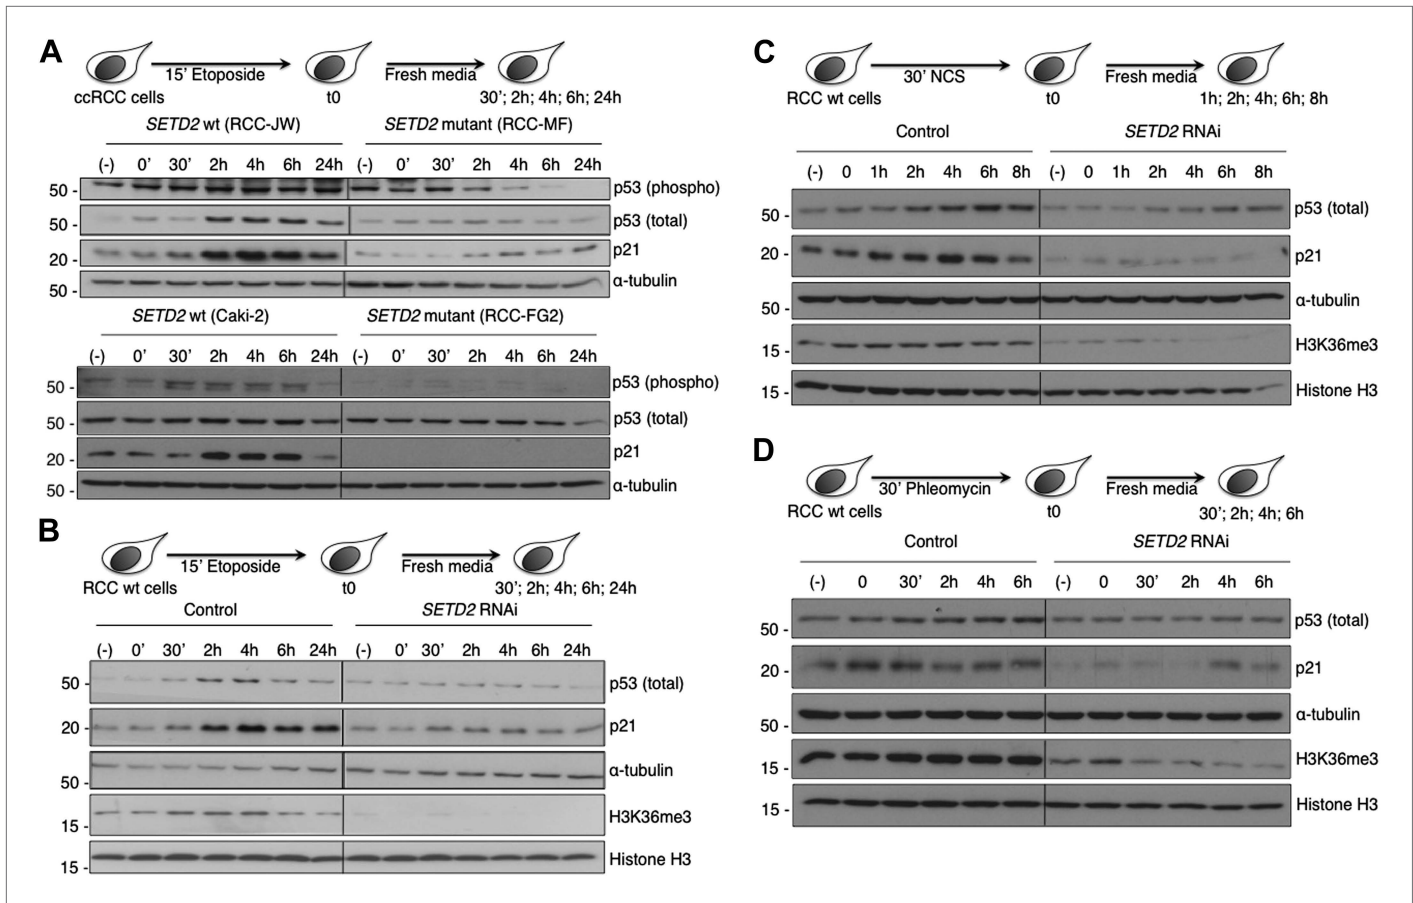 A
15’ Etoposide
Fresh media
ccRCC cells
t0
30’; 2h; 4h; 6h; 24h
SETD2 wt (RCC-JW)
SETD2 mutant (RCC-MF)
(-) 0’ 30’ 2h 4h 6h 24h (-) 0’ 30’ 2h 4h 6h 24h
50 - p53 (phospho)
50 - p53 (total)
20 - p21
50 - α-tubulin
SETD2 wt (Caki-2)
SETD2 mutant (RCC-FG2)
(-) 0’ 30’ 2h 4h 6h 24h (-) 0’ 30’ 2h 4h 6h 24h
50 - p53 (phospho)
50 - p53 (total)
20 - p21
50 - α-tubulin
B
15’ Etoposide
Fresh media
RCC wt cells
t0
30’; 2h; 4h; 6h; 24h
Control
SETD2 RNAi
(-) 0’ 30’ 2h 4h 6h 24h (-) 0’ 30’ 2h 4h 6h 24h
50 - p53 (total)
20 - p21
50 - α-tubulin
15 - H3K36me3
15 - Histone H3
C
30’ NCS
Fresh media
RCC wt cells
t0
1h; 2h; 4h; 6h; 8h
Control
SETD2 RNAi
(-) 0 1h 2h 4h 6h 8h (-) 0 1h 2h 4h 6h 8h
50 - p53 (total)
20 - p21
50 - α-tubulin
15 - H3K36me3
15 - Histone H3
D
30’ Phleomycin
Fresh media
RCC wt cells
t0
30’; 2h; 4h; 6h
Control
SETD2 RNAi
(-) 0 30’ 2h 4h 6h (-) 0 30’ 2h 4h 6h
50 - p53 (total)
20 - p21
50 - α-tubulin
15 - H3K36me3
15 - Histone H3